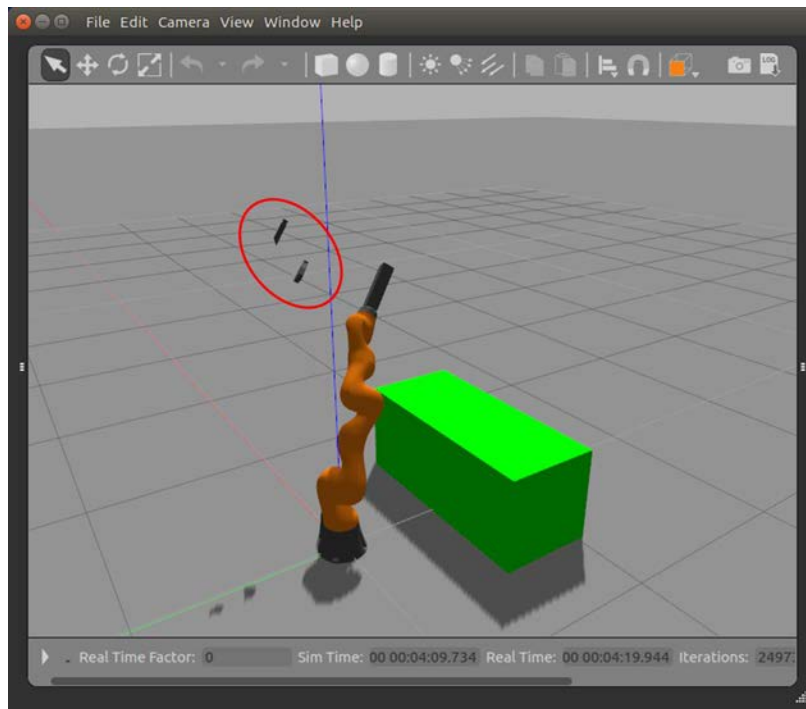 File Edit Camera View Window Help
LOG
Real Time Factor: 0 Sim Time: 00 00:04:09.734 Real Time: 00 00:04:19.944 Iterations: